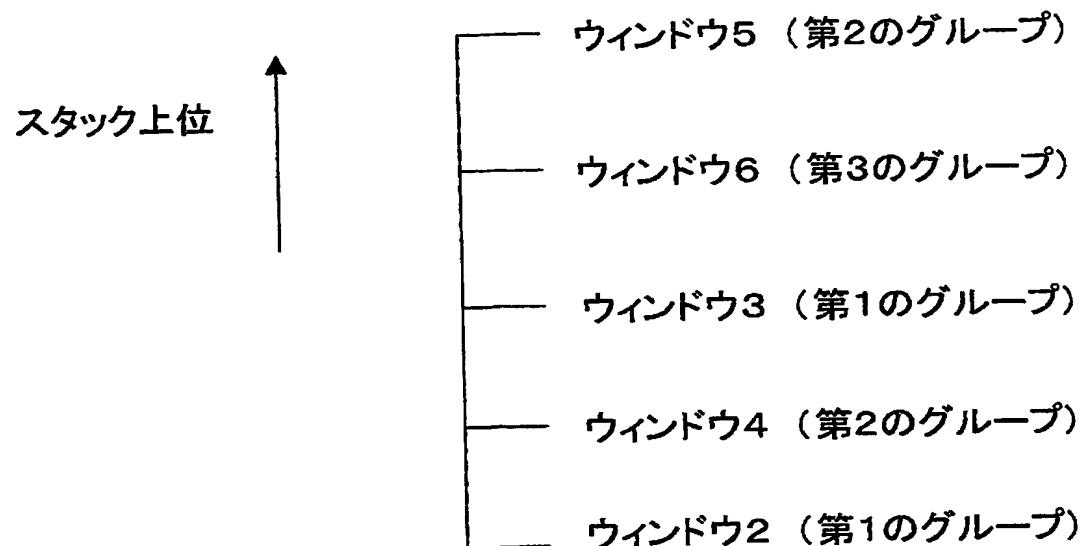 ウィンドウ5 （第2のグループ）
スタック上位
ウィンドウ6 （第3のグループ）
ウィンドウ3 （第1のグループ）
ウィンドウ4 （第2のグループ）
ウィンドウ2 （第1のグループ）